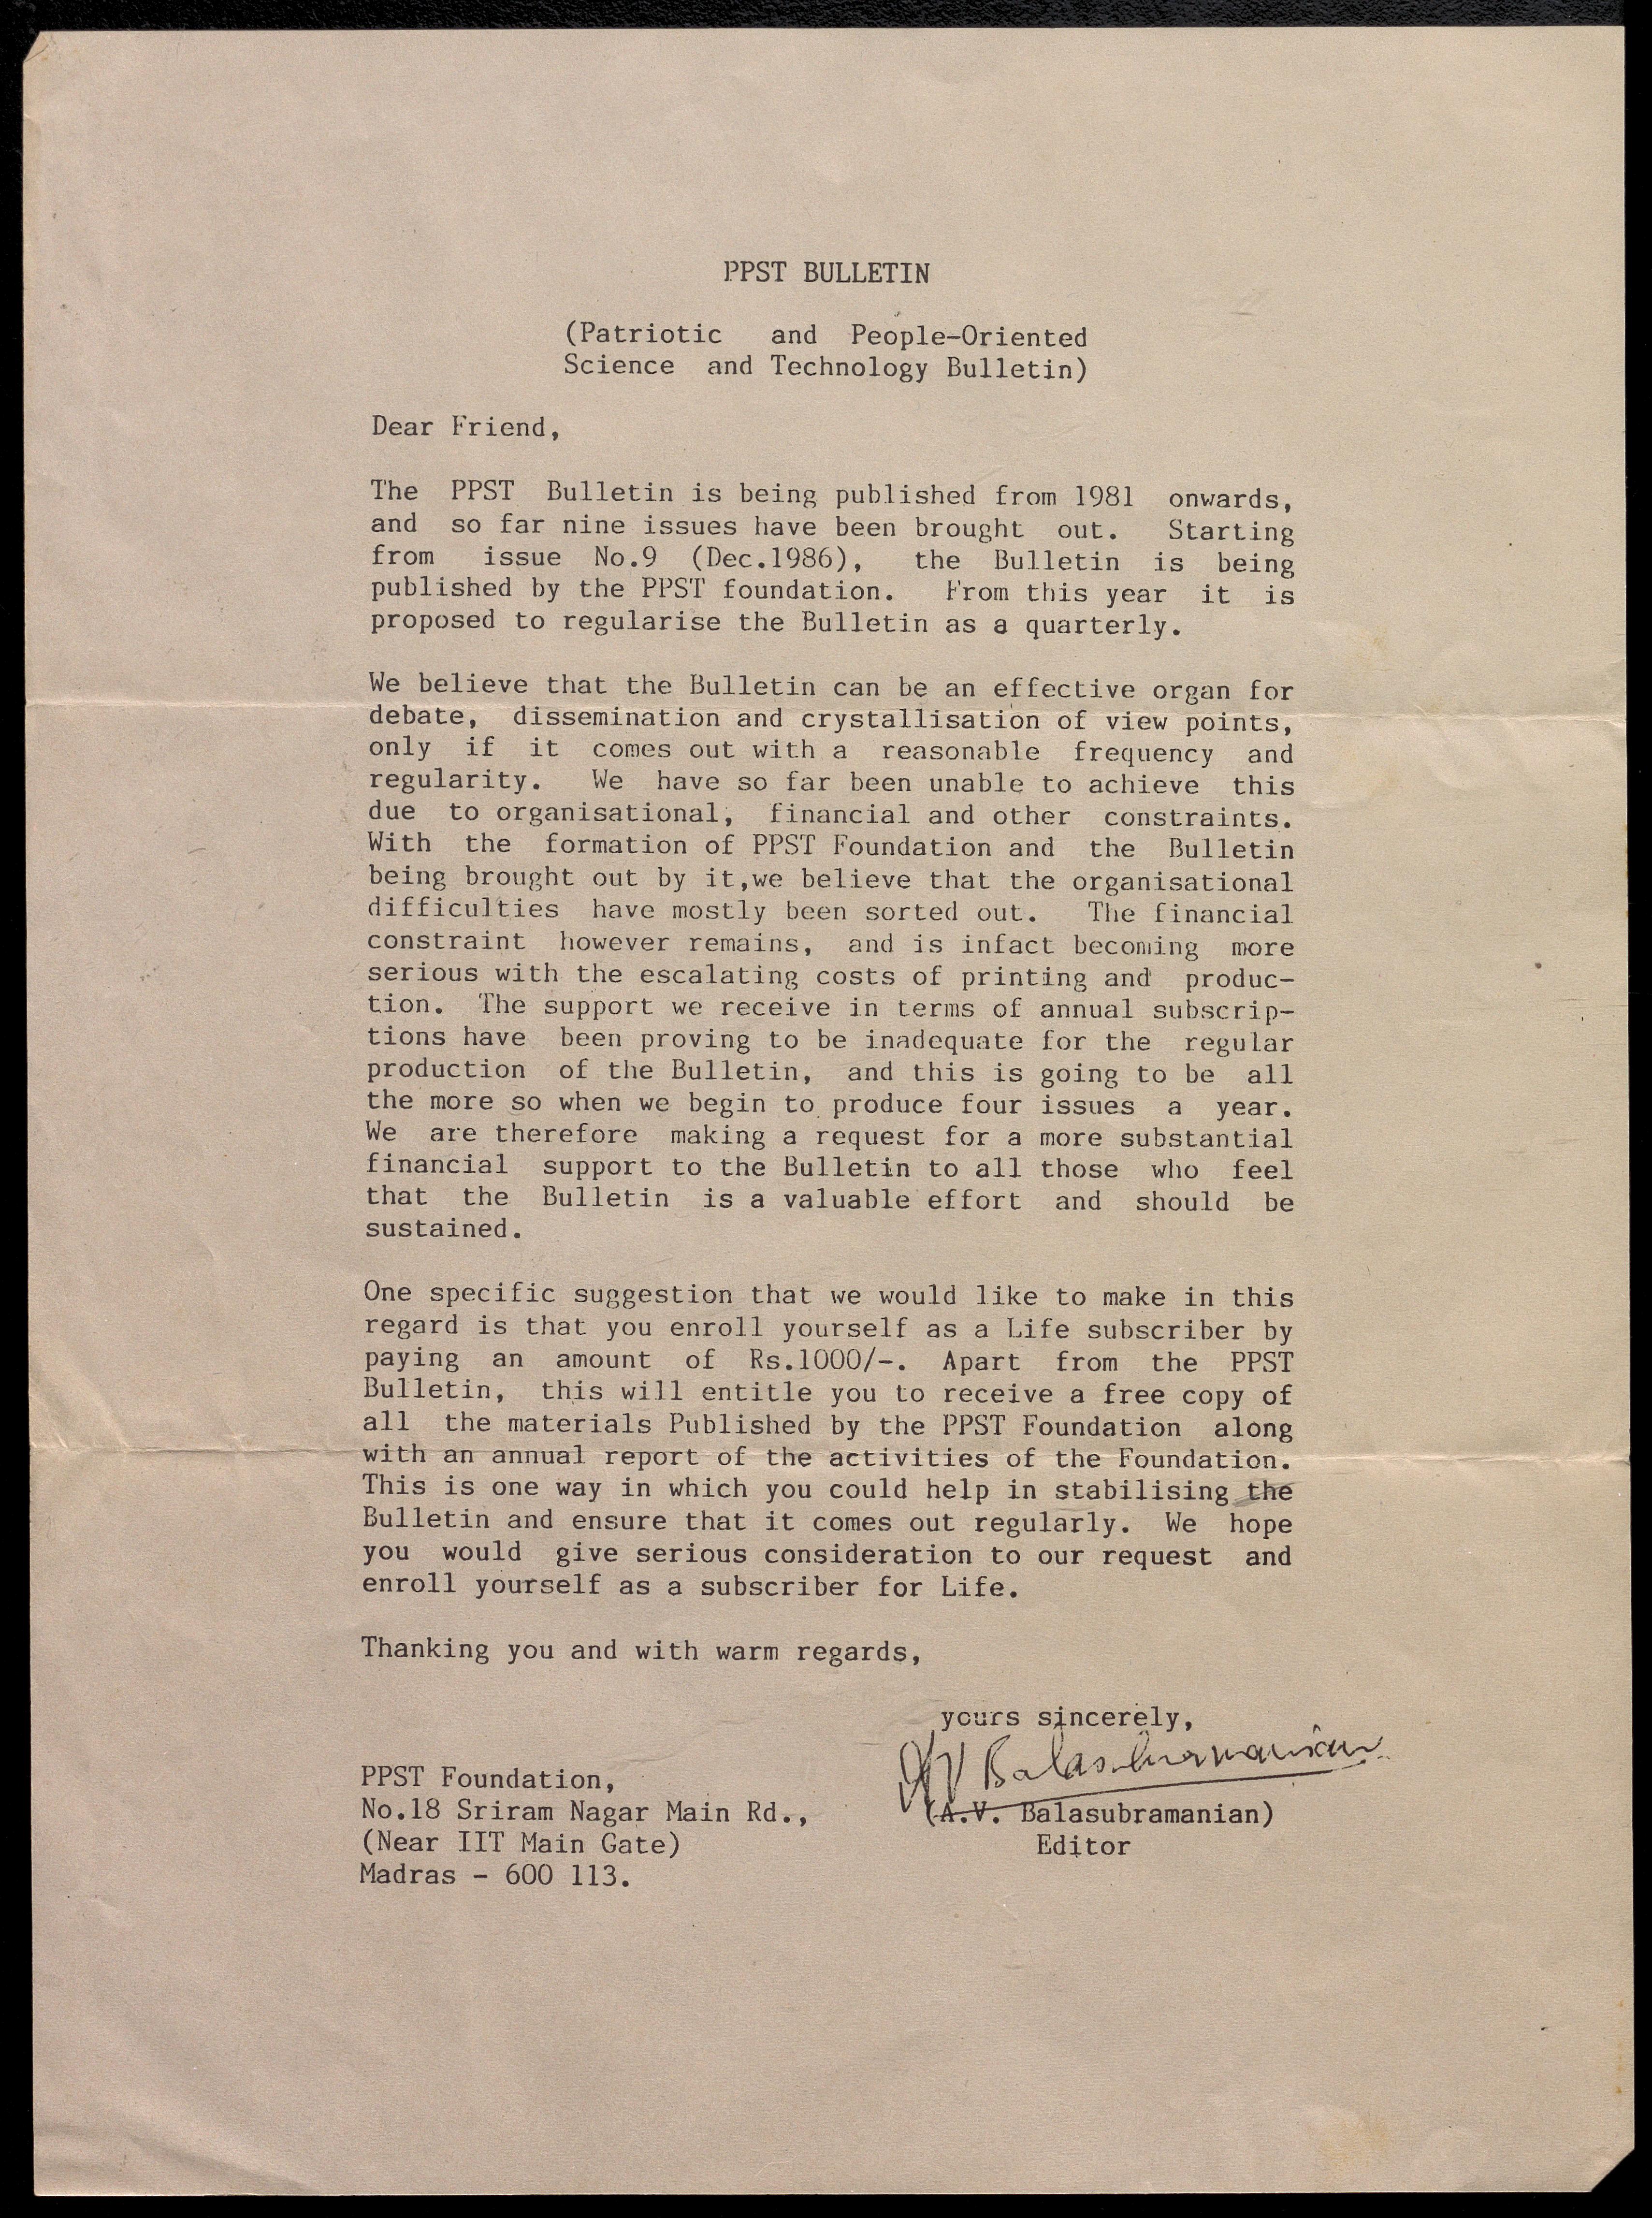 PPST BULLETIN
(Patriotic and People-Oriented
Science and Technology Bulletin)
Dear Friend,
The PPST Bulletin is being published from 1981 onwards,
and so far nine issues have been brought out. Starting
from issue No.9 (Dec.1986), the Bulletin is being
published by the PPST foundation. From this year it is
proposed to regularise the Bulletin as a quarterly.
We believe that the Bulletin can be an effective organ for
debate, dissemination and crystallisation of view points,
only if it comes out with a reasonable frequency and
regularity. We have so far been unable to achieve this
due to organisational, financial and other constraints.
With the formation of PPST Foundation and the Bulletin
being brought out by it,we believe that the organisational
difficulties have mostly been sorted out. The financial
constraint however remains, and is infact becoming more
serious with the escalating costs of printing and produc-
tion. The support we receive in terms of annual subscrip-
tions have been proving to be inadequate for the regular
production of the Bulletin, and this is going to be all
the more so when we begin to produce four issues a year.
We are therefore making a request for a more substantial
financial support to the Bulletin to all those who feel
that the Bulletin is a valuable effort and should be
sustained.
One specific suggestion that we would like to make in this
regard is that you enroll yourself as a Life subscriber by
paying an amount of Rs.1000/-. Apart from the PPST
Bulletin, this will entitle you to receive a free copy of
all the materials Published by the PPST Foundation along
with an annual report of the activities of the Foundation.
This is one way in which you could help in stabilising the
Bulletin and ensure that it comes out regularly. We hope
you would give serious consideration to our request and
enroll yourself as a subscriber for Life.
Thanking you and with warm regards,
yours sincerely,
AV Balasubramanian
(A.V. Balasubramanian)
Editor
PPST Foundation,
No.18 Sriram Nagar Main Rd.,
(Near IIT Main Gate)
Madras - 600 113.